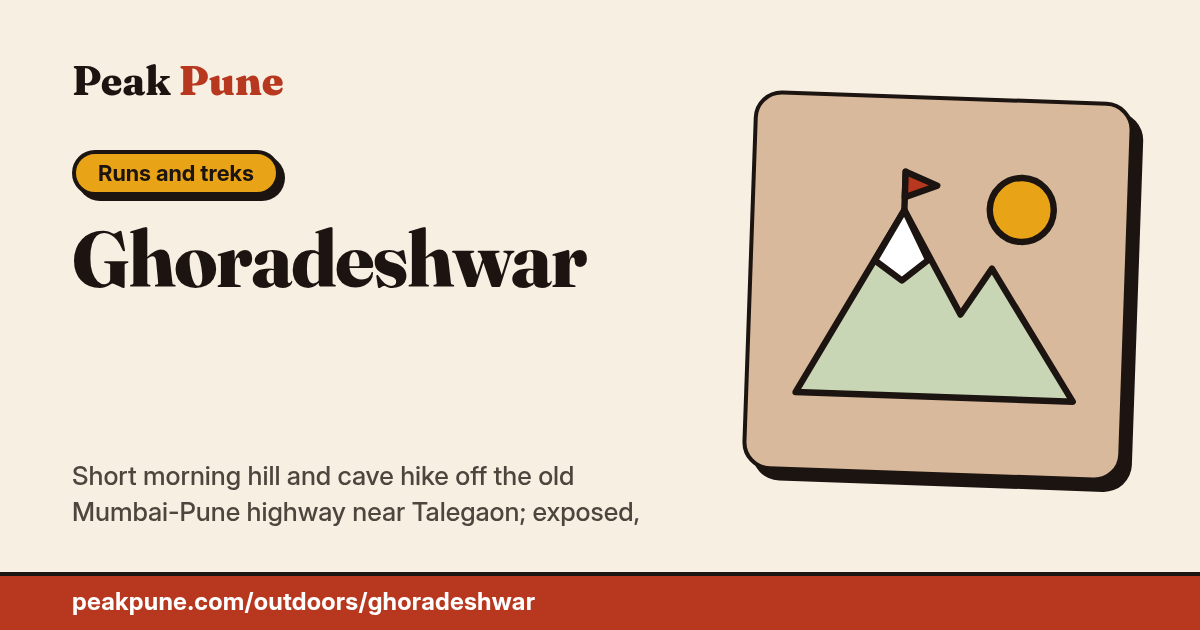 Peak Pune
Runs and treks
Ghoradeshwar
Short morning hill and cave hike off the old
Mumbai-Pune highway near Talegaon; exposed,
peakpune.com/outdoors/ghoradeshwar